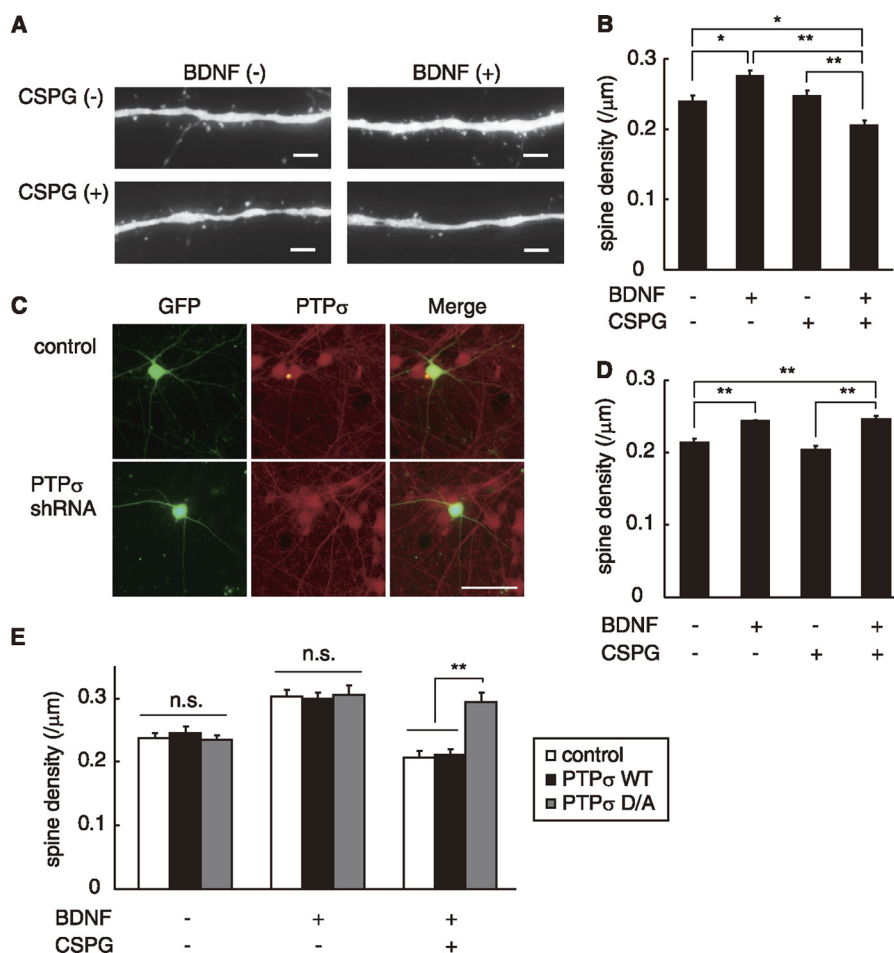 A
BDNF (-) BDNF (+)
CSPG (-)
CSPG (+)
B
*
* **
**
0.3
0.2
0.1
0
spine density (/μm)
BDNF - + - +
CSPG - - + +
C
GFP PTPσ Merge
control
PTPσ
shRNA
D
**
** **
0.3
0.2
0.1
0
spine density (/μm)
BDNF - + - +
CSPG - - + +
E
n.s. n.s. **
0.3
0.2
0.1
0
spine density (/μm)
control
PTPσ WT
PTPσ D/A
BDNF - + +
CSPG - - +